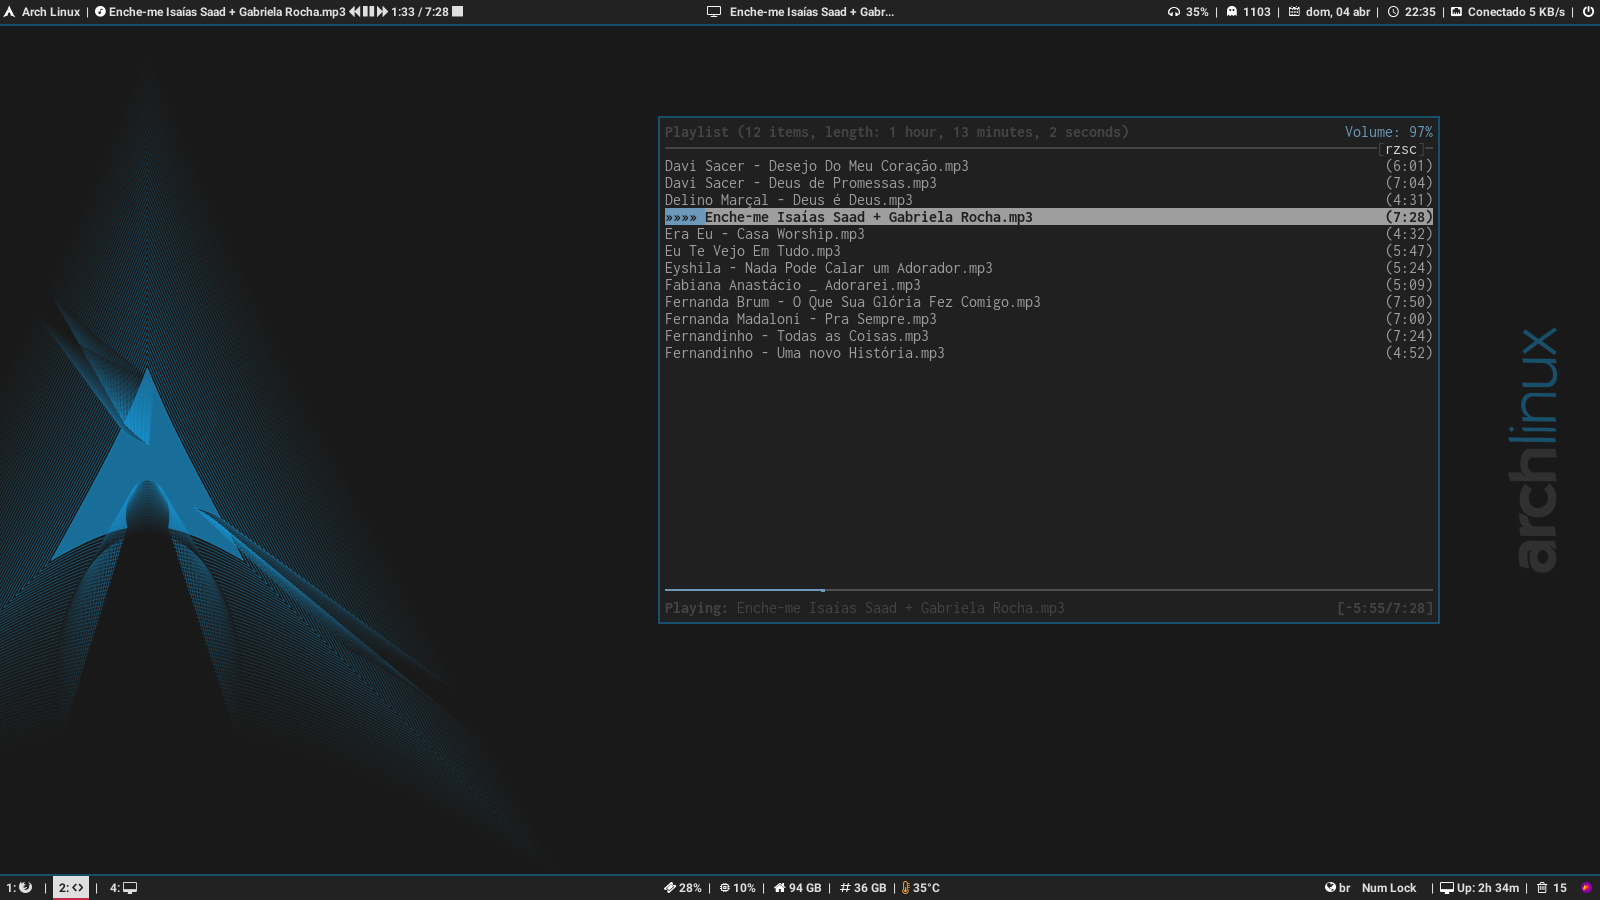 Arch Linux | Enche-me Isaías Saad + Gabriela Rocha.mp3 1:33 / 7:28
Enche-me Isaías Saad + Gabr...
35% | 1103 | dom, 04 abr | 22:35 | Conectado 5 KB/s |
Playlist (12 items, length: 1 hour, 13 minutes, 2 seconds) Volume: 97%
[rzsc]
Davi Sacer - Desejo Do Meu Coração.mp3 (6:01)
Davi Sacer - Deus de Promessas.mp3 (7:04)
Delino Marçal - Deus é Deus.mp3 (4:31)
»»»» Enche-me Isaías Saad + Gabriela Rocha.mp3 (7:28)
Era Eu - Casa Worship.mp3 (4:32)
Eu Te Vejo Em Tudo.mp3 (5:47)
Eyshila - Nada Pode Calar um Adorador.mp3 (5:24)
Fabiana Anastácio _ Adorarei.mp3 (5:09)
Fernanda Brum - O Que Sua Glória Fez Comigo.mp3 (7:50)
Fernanda Madaloni - Pra Sempre.mp3 (7:00)
Fernandinho - Todas as Coisas.mp3 (7:24)
Fernandinho - Uma novo História.mp3 (4:52)
Playing: Enche-me Isaías Saad + Gabriela Rocha.mp3 [-5:55/7:28]
archlinux
1: | 2: | 4:
28% | 10% | 94 GB | # 36 GB | 35°C
br Num Lock | Up: 2h 34m | 15